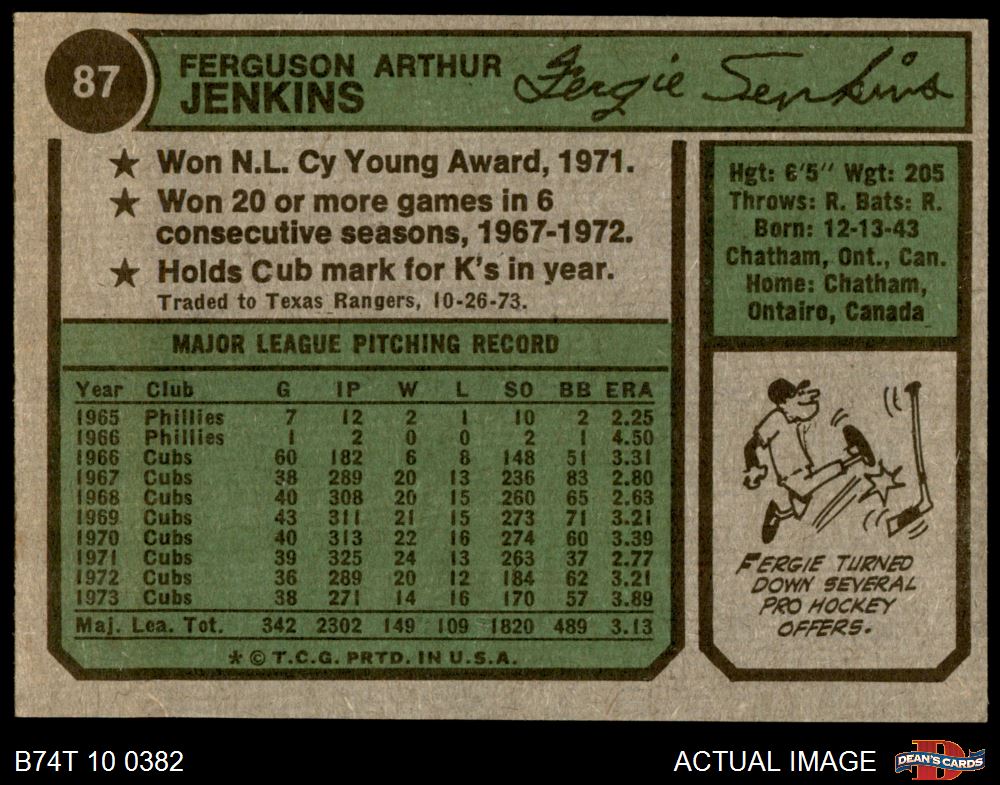 87
FERGUSON ARTHUR
JENKINS
Fergie Jenkins
★ Won N.L. Cy Young Award, 1971.
★ Won 20 or more games in 6
consecutive seasons, 1967-1972.
★ Holds Cub mark for K's in year.
Traded to Texas Rangers, 10-26-73.
Hgt: 6'5" Wgt: 205
Throws: R. Bats: R.
Born: 12-13-43
Chatham, Ont., Can.
Home: Chatham,
Ontairo, Canada
MAJOR LEAGUE PITCHING RECORD
Year Club G IP W L SO BB ERA
1965 Phillies 7 12 2 1 10 2 2.25
1966 Phillies 1 2 0 0 2 1 4.50
1966 Cubs 60 182 6 8 148 51 3.31
1967 Cubs 38 289 20 13 236 83 2.80
1968 Cubs 40 308 20 15 260 65 2.63
1969 Cubs 43 311 21 15 273 71 3.21
1970 Cubs 40 313 22 16 274 60 3.39
1971 Cubs 39 325 24 13 263 37 2.77
1972 Cubs 36 289 20 12 184 62 3.21
1973 Cubs 38 271 14 16 170 57 3.89
Maj. Lea. Tot. 342 2302 149 109 1820 489 3.13
* © T.C.G. PRTD. IN U.S.A.
FERGIE TURNED
DOWN SEVERAL
PRO HOCKEY
OFFERS.
B74T 10 0382
ACTUAL IMAGE
DEAN'S CARDS